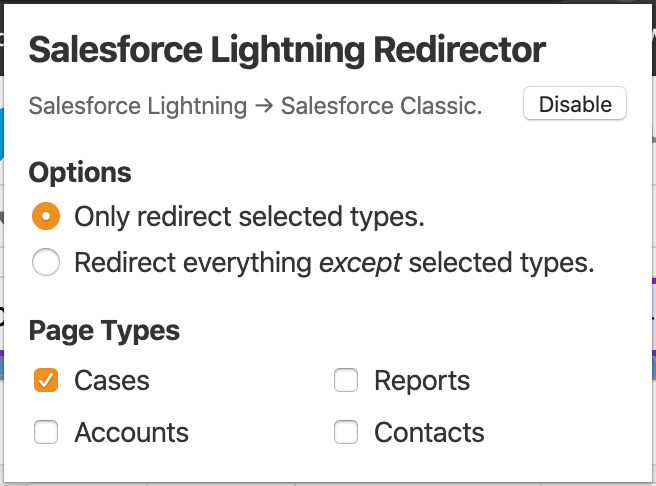 Salesforce Lightning Redirector
Salesforce Lightning → Salesforce Classic.
Disable
Options
Only redirect selected types.
Redirect everything except selected types.
Page Types
Cases
Reports
Accounts
Contacts